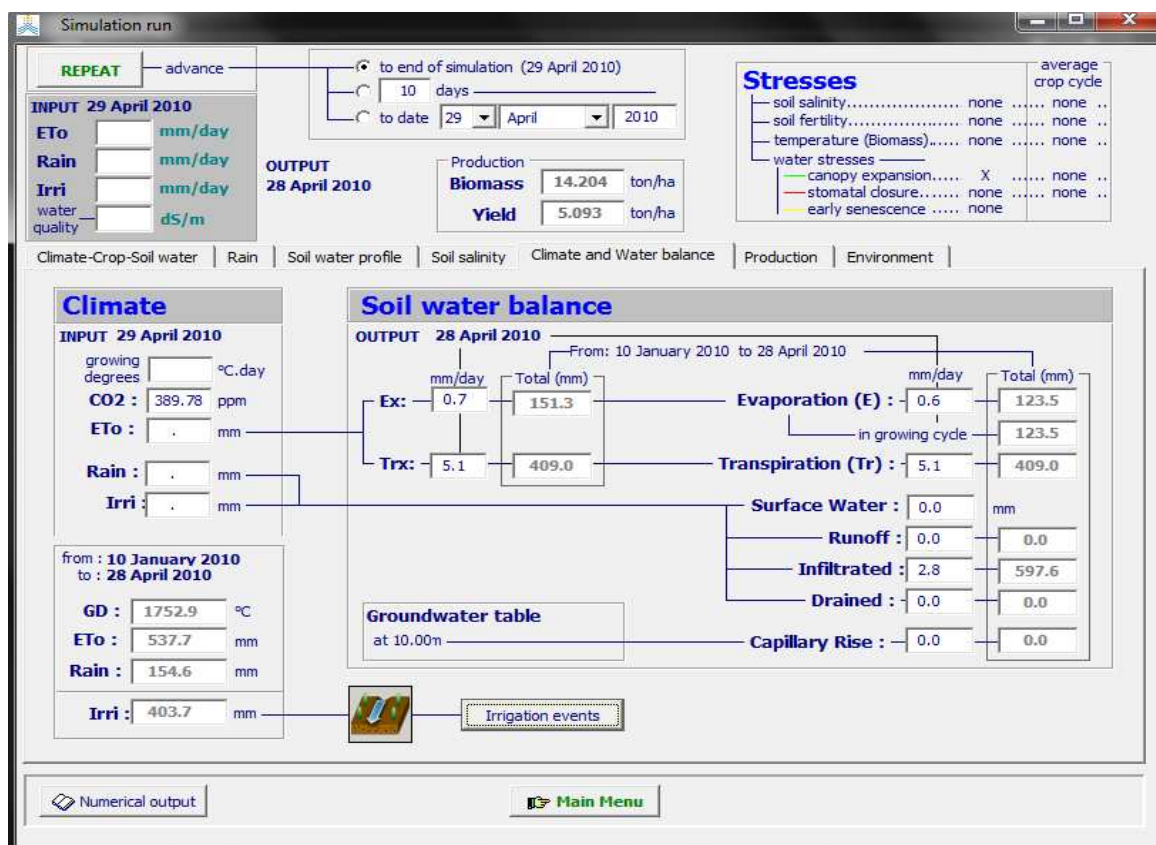 Simulation run
REPEAT
advance
to end of simulation (29 April 2010)
10 days
to date 29 April 2010
INPUT 29 April 2010
ETo mm/day
Rain mm/day
Irri mm/day
water quality dS/m
OUTPUT
28 April 2010
Production
Biomass 14.204 ton/ha
Yield 5.093 ton/ha
Stresses
average
crop cycle
soil salinity..................... none ...... none ..
soil fertility....................... none ...... none ..
temperature (Biomass)...... none ...... none ..
water stresses
canopy expansion...... X ...... none ..
stomatal closure....... none ...... none ..
early senescence ..... none
Climate-Crop-Soil water | Rain | Soil water profile | Soil salinity | Climate and Water balance | Production | Environment
Climate
INPUT 29 April 2010
growing
degrees °C.day
CO2 : 389.78 ppm
ETo : . mm
Rain : . mm
Irri : . mm
from : 10 January 2010
to : 28 April 2010
GD : 1752.9 °C
ETo : 537.7 mm
Rain : 154.6 mm
Irri : 403.7 mm
Soil water balance
OUTPUT 28 April 2010
From: 10 January 2010 to 28 April 2010
mm/day Total (mm) mm/day Total (mm)
Ex: 0.7 151.3 Evaporation (E) : 0.6 123.5
in growing cycle 123.5
Trx: 5.1 409.0 Transpiration (Tr) : 5.1 409.0
Surface Water : 0.0 mm
Runoff : 0.0 0.0
Infiltrated : 2.8 597.6
Drained : 0.0 0.0
Groundwater table
at 10.00m
Capillary Rise : 0.0 0.0
Irrigation events
Numerical output
Main Menu